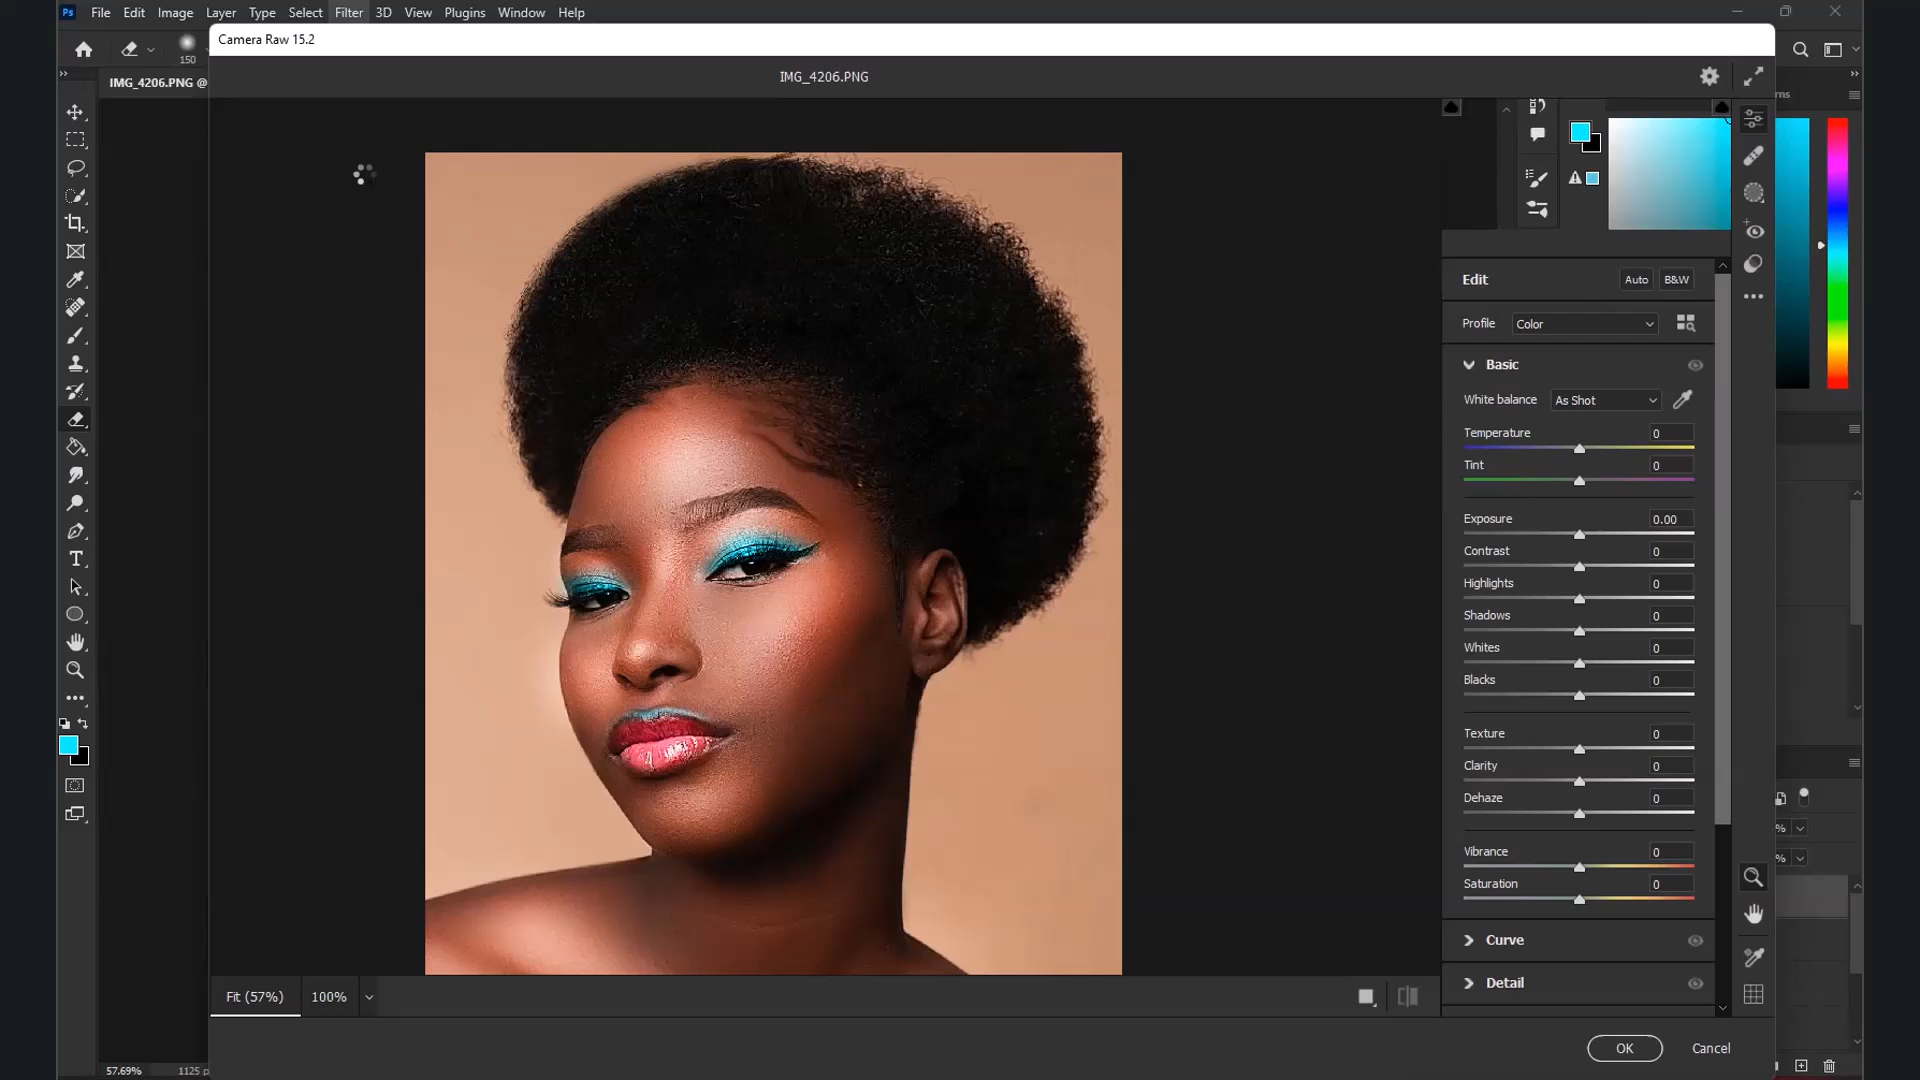 Ps File Edit Image Layer Type Select Filter 3D View Plugins Window Help
Camera Raw 15.2
150
IMG_4206.PNG @
IMG_4206.PNG
Edit Auto B&W
Profile Color
Basic
White balance As Shot
Temperature 0
Tint 0
Exposure 0.00
Contrast 0
Highlights 0
Shadows 0
Whites 0
Blacks 0
Texture 0
Clarity 0
Dehaze 0
Vibrance 0
Saturation 0
Curve
Detail
%
%
Fit (57%) 100%
OK Cancel
57.69% 1125 p